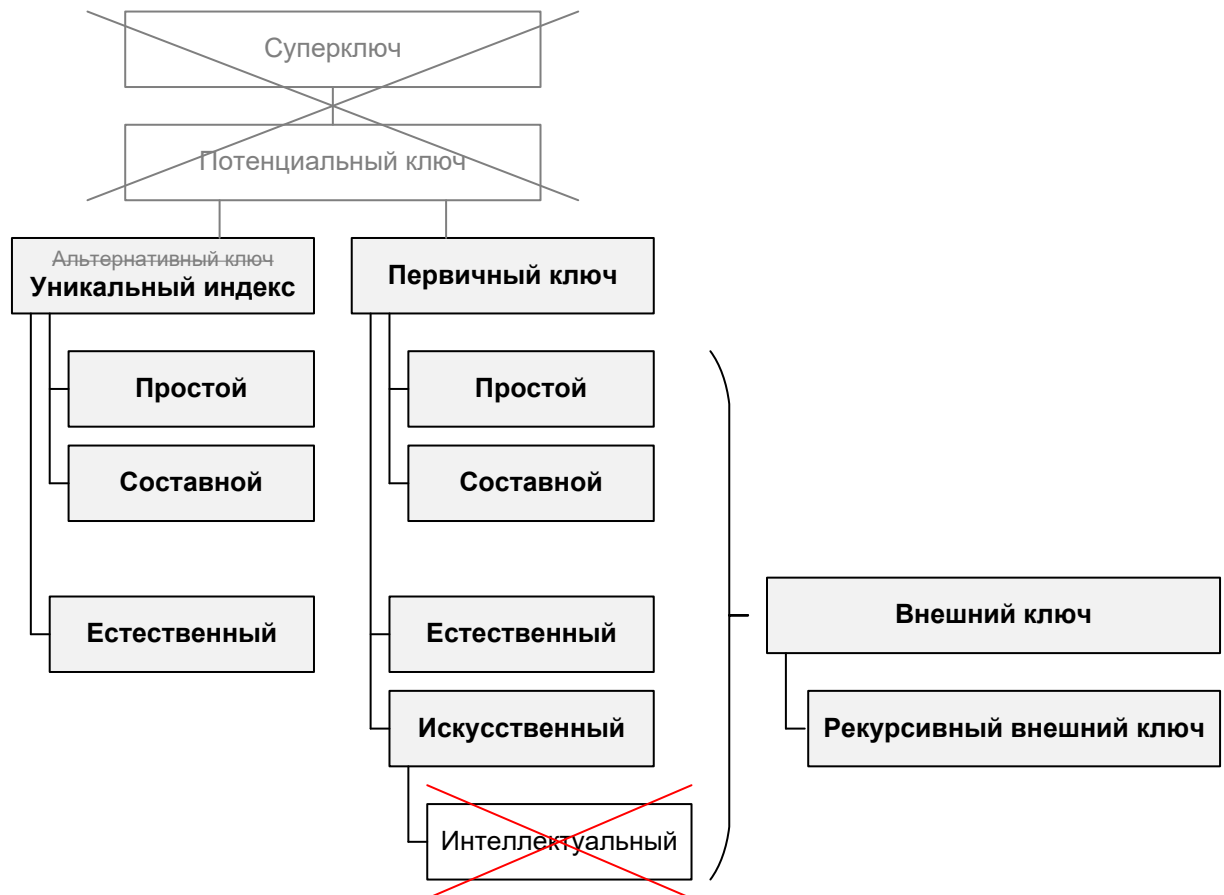 Суперключ
Потенциальный ключ
Альтернативный ключ
Уникальный индекс
Первичный ключ
Простой
Простой
Составной
Составной
Естественный
Естественный
Внешний ключ
Искусственный
Рекурсивный внешний ключ
Интеллектуальный